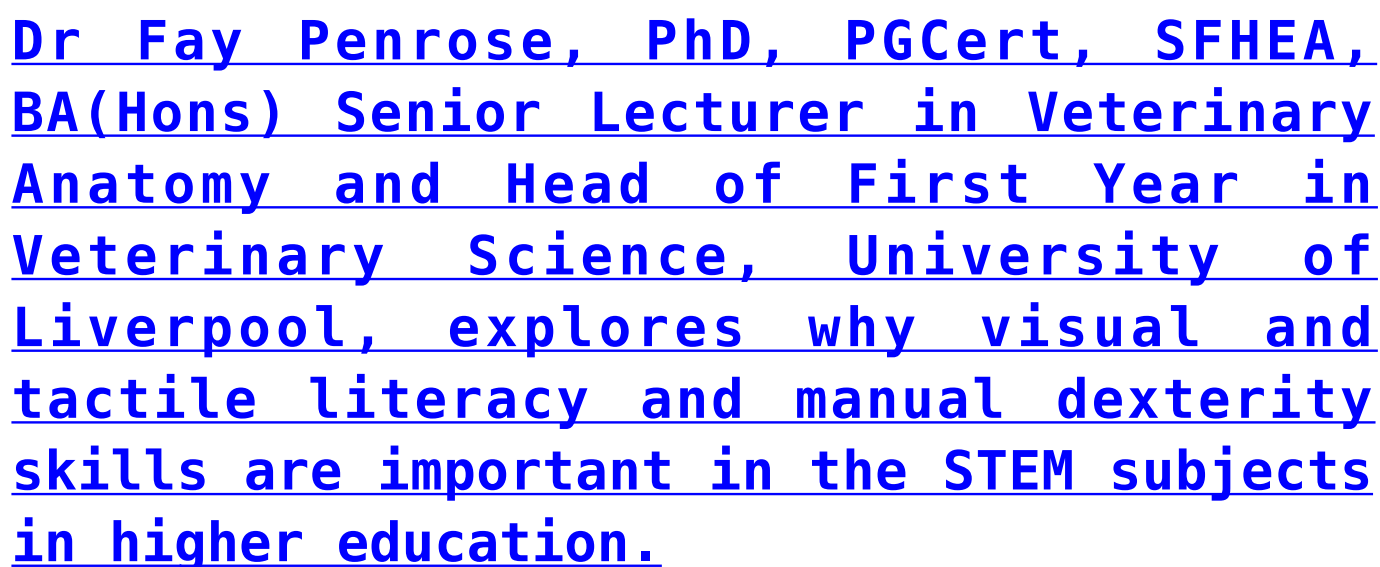 Dr Fay Penrose, PhD, PGCert, SFHEA,
BA(Hons) Senior Lecturer in Veterinary
Anatomy and Head of First Year in
Veterinary Science, University of
Liverpool, explores why visual and
tactile literacy and manual dexterity
skills are important in the STEM subjects
in higher education.